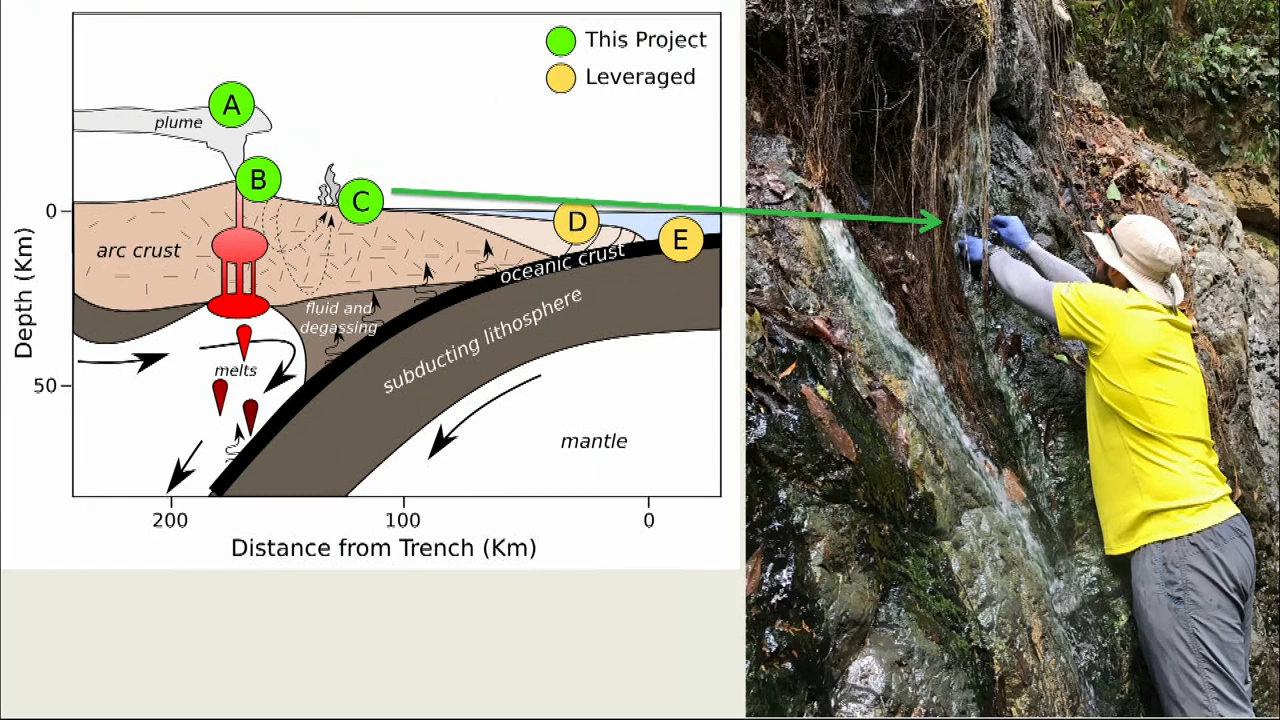 This Project
Leveraged
A
plume
B
C
D
E
0
arc crust
oceanic crust
fluid and
degassing
subducting lithosphere
melts
50
mantle
Depth (Km)
200
100
0
Distance from Trench (Km)